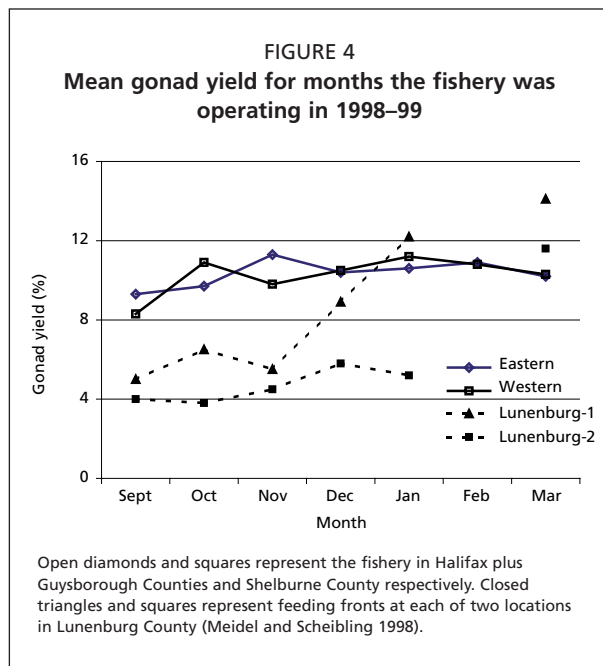 FIGURE 4
Mean gonad yield for months the fishery was
operating in 1998–99
16
12
8
4
0
Gonad yield (%)
Eastern
Western
Lunenburg-1
Lunenburg-2
Sept Oct Nov Dec Jan Feb Mar
Month
Open diamonds and squares represent the fishery in Halifax plus
Guysborough Counties and Shelburne County respectively. Closed
triangles and squares represent feeding fronts at each of two locations
in Lunenburg County (Meidel and Scheibling 1998).